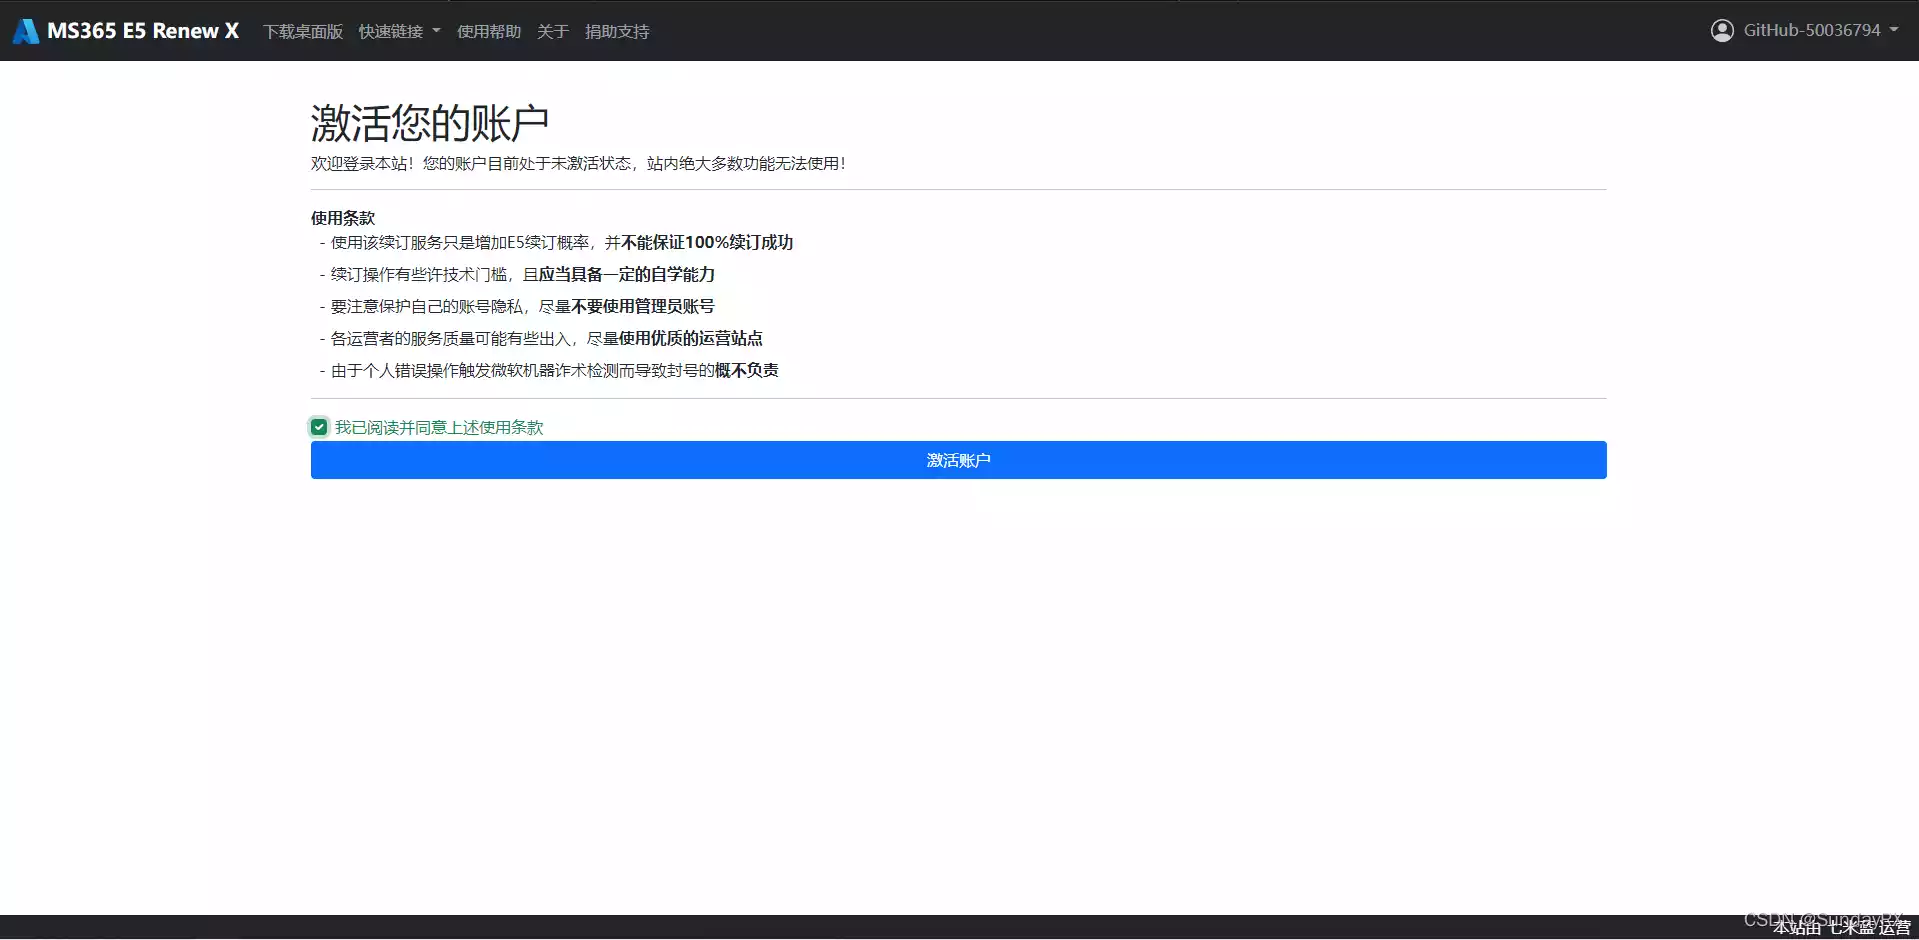 MS365 E5 Renew X 下载桌面版 快速链接 使用帮助 关于 捐助支持 GitHub-50036794
激活您的账户
欢迎登录本站！您的账户目前处于未激活状态，站内绝大多数功能无法使用！
使用条款
- 使用该续订服务只是增加E5续订概率，并不能保证100%续订成功
- 续订操作有些许技术门槛，且应当具备一定的自学能力
- 要注意保护自己的账号隐私，尽量不要使用管理员账号
- 各运营者的服务质量可能有些出入，尽量使用优质的运营站点
- 由于个人错误操作触发微软机器诈术检测而导致封号的概不负责
我已阅读并同意上述使用条款
激活账户
CSDN @SundayRX
本站由 七米蓝 运营